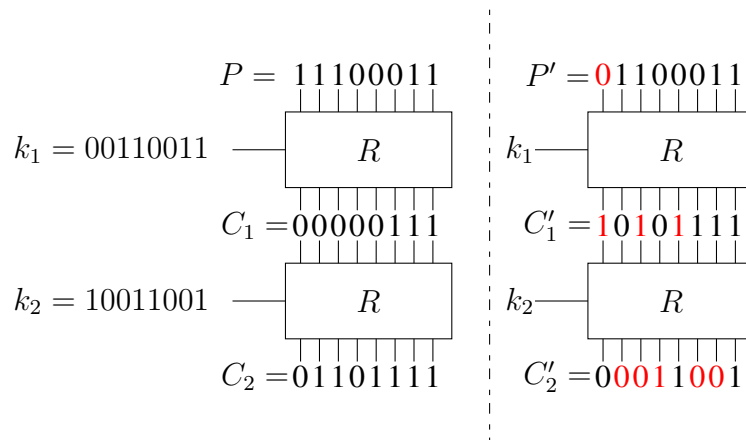 P = 11100011 P′ = 01100011
k₁ = 00110011 R k₁ R
C₁ = 00000111 C′₁ = 10101111
k₂ = 10011001 R k₂ R
C₂ = 01101111 C′₂ = 00011001